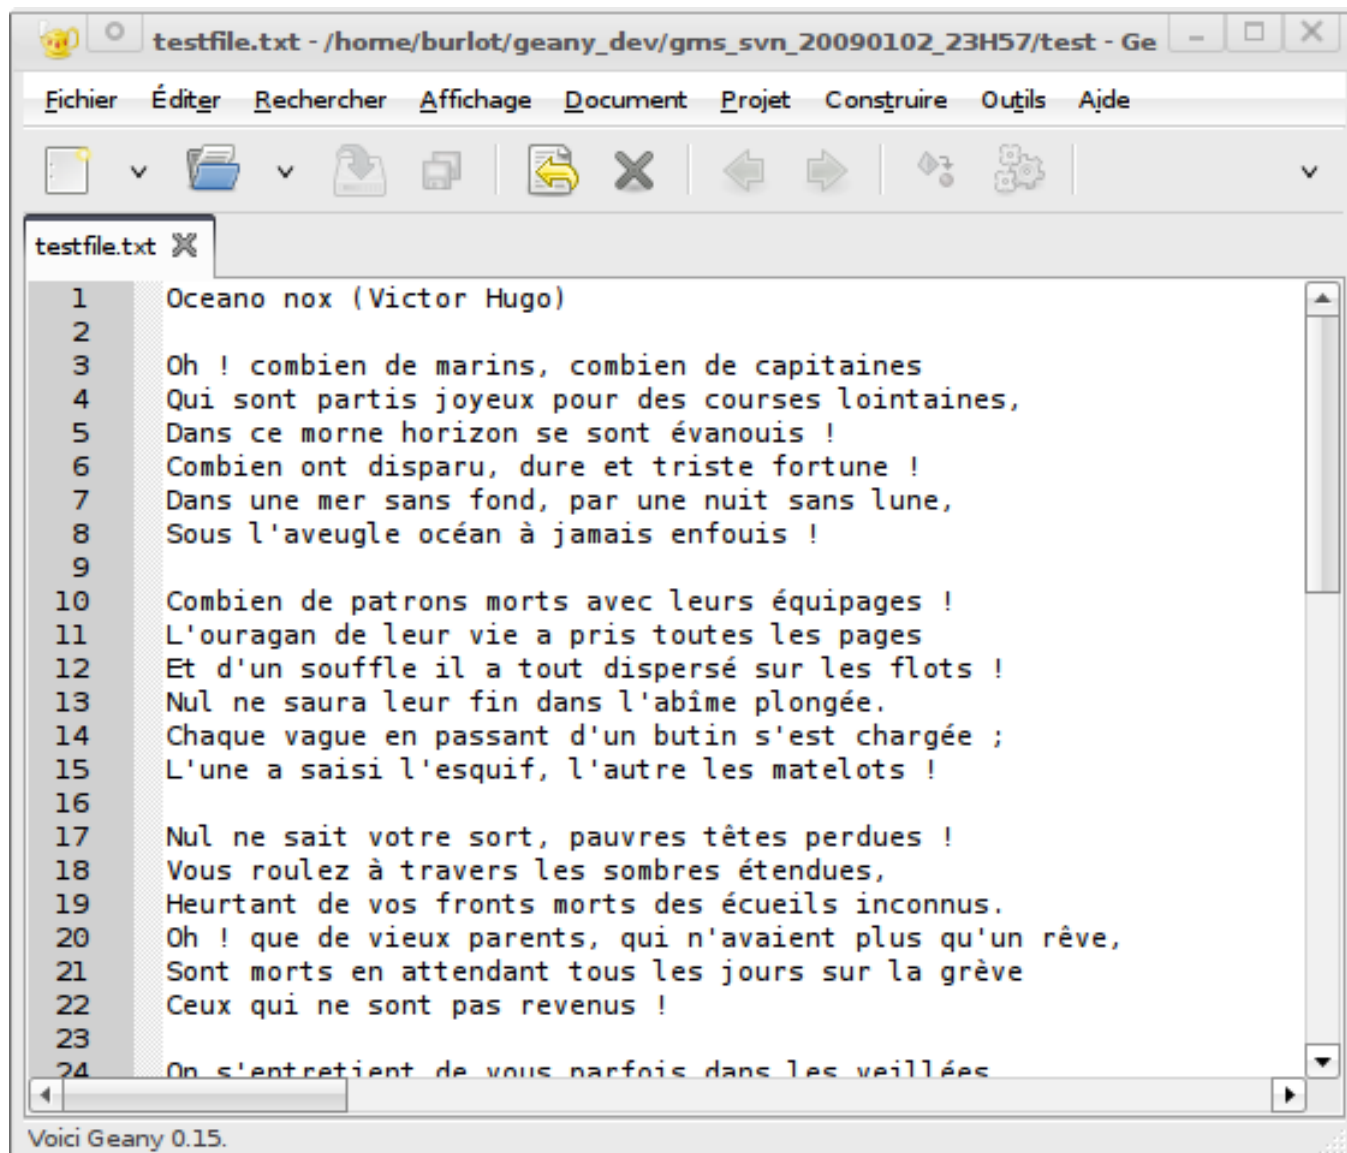 testfile.txt - /home/burlot/geany_dev/gms_svn_20090102_23H57/test - Ge
Fichier Éditer Rechercher Affichage Document Projet Construire Outils Aide
testfile.txt
1 Oceano nox (Victor Hugo)
2
3 Oh ! combien de marins, combien de capitaines
4 Qui sont partis joyeux pour des courses lointaines,
5 Dans ce morne horizon se sont évanouis !
6 Combien ont disparu, dure et triste fortune !
7 Dans une mer sans fond, par une nuit sans lune,
8 Sous l'aveugle océan à jamais enfouis !
9
10 Combien de patrons morts avec leurs équipages !
11 L'ouragan de leur vie a pris toutes les pages
12 Et d'un souffle il a tout dispersé sur les flots !
13 Nul ne saura leur fin dans l'abîme plongée.
14 Chaque vague en passant d'un butin s'est chargée ;
15 L'une a saisi l'esquif, l'autre les matelots !
16
17 Nul ne sait votre sort, pauvres têtes perdues !
18 Vous roulez à travers les sombres étendues,
19 Heurtant de vos fronts morts des écueils inconnus.
20 Oh ! que de vieux parents, qui n'avaient plus qu'un rêve,
21 Sont morts en attendant tous les jours sur la grève
22 Ceux qui ne sont pas revenus !
23
24 On s'entretient de vous parfois dans les veillées
Voici Geany 0.15.